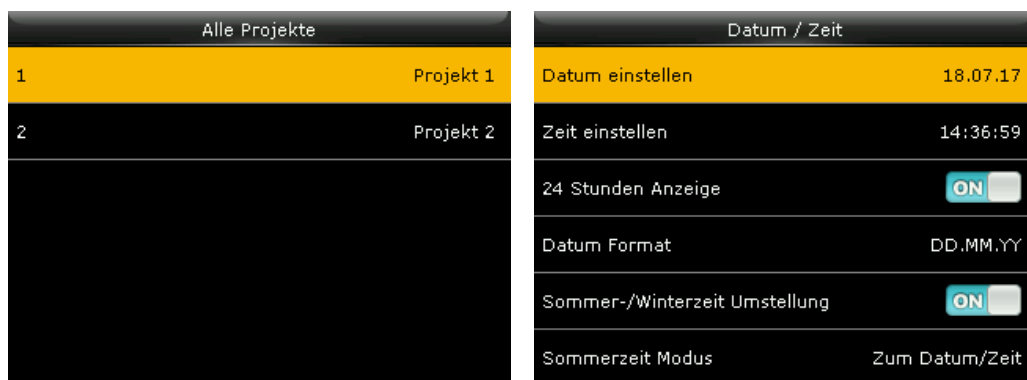 Alle Projekte
1 Projekt 1
2 Projekt 2
Datum / Zeit
Datum einstellen 18.07.17
Zeit einstellen 14:36:59
24 Stunden Anzeige ON
Datum Format DD.MM.YY
Sommer-/Winterzeit Umstellung ON
Sommerzeit Modus Zum Datum/Zeit